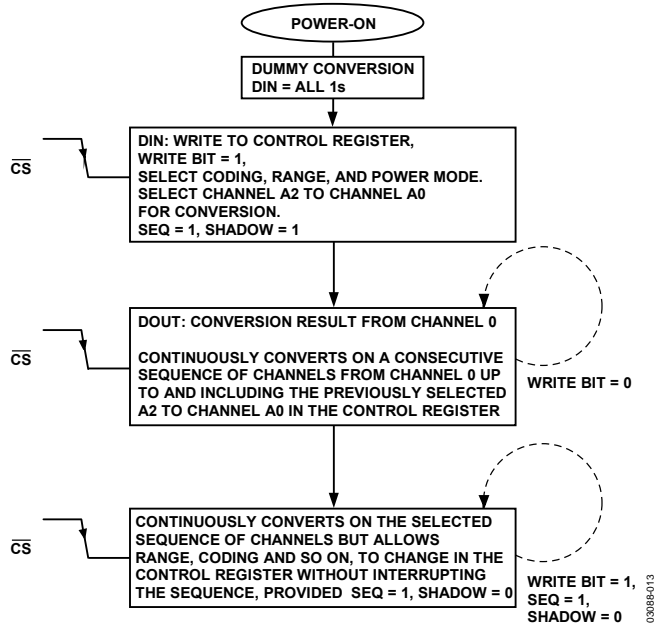 POWER-ON
DUMMY CONVERSION
DIN = ALL 1s
CS
DIN: WRITE TO CONTROL REGISTER,
WRITE BIT = 1,
SELECT CODING, RANGE, AND POWER MODE.
SELECT CHANNEL A2 TO CHANNEL A0
FOR CONVERSION.
SEQ = 1, SHADOW = 1
CS
DOUT: CONVERSION RESULT FROM CHANNEL 0
CONTINUOUSLY CONVERTS ON A CONSECUTIVE
SEQUENCE OF CHANNELS FROM CHANNEL 0 UP
TO AND INCLUDING THE PREVIOUSLY SELECTED
A2 TO CHANNEL A0 IN THE CONTROL REGISTER
WRITE BIT = 0
CS
CONTINUOUSLY CONVERTS ON THE SELECTED
SEQUENCE OF CHANNELS BUT ALLOWS
RANGE, CODING AND SO ON, TO CHANGE IN THE
CONTROL REGISTER WITHOUT INTERRUPTING
THE SEQUENCE, PROVIDED SEQ = 1, SHADOW = 0
WRITE BIT = 1,
SEQ = 1,
SHADOW = 0
03088-013